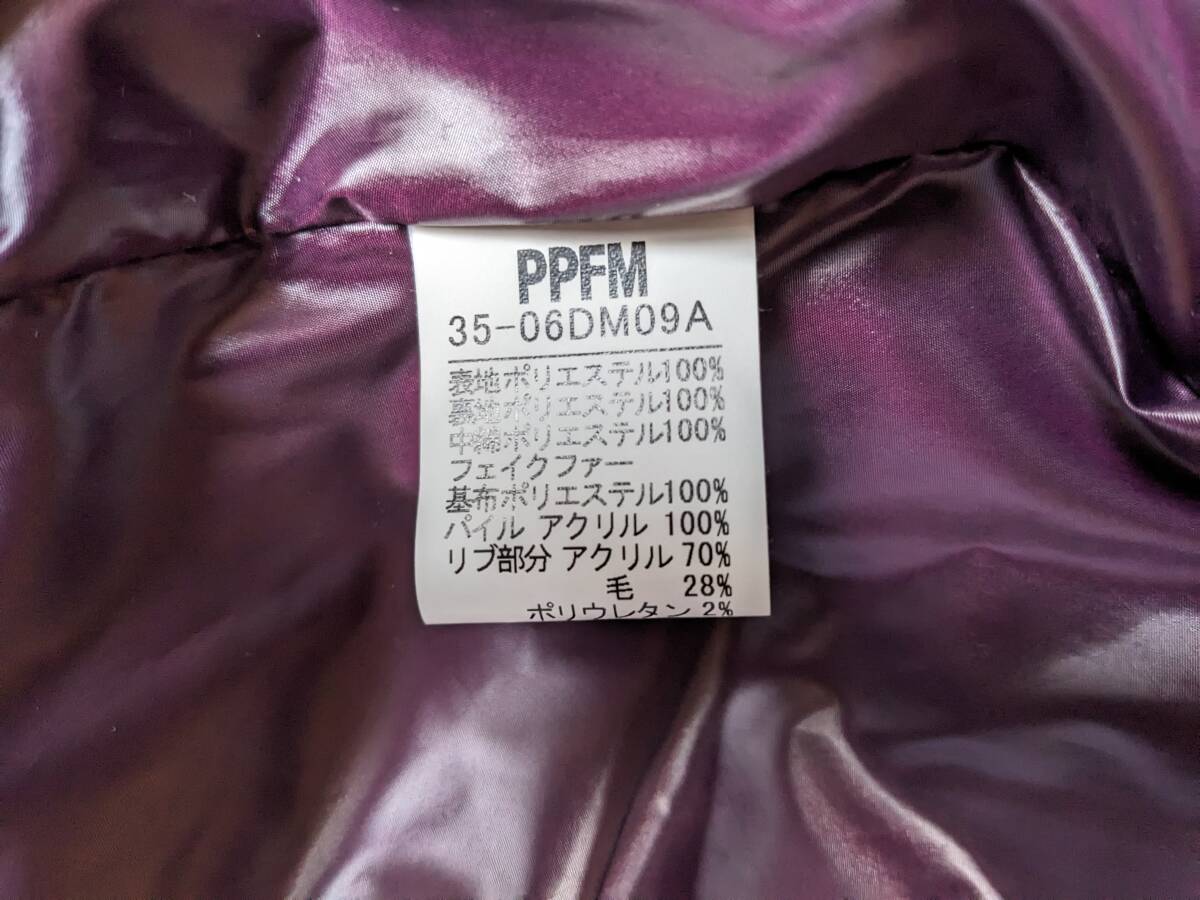 PPFM
35-06DM09A
表地ポリエステル100%
裏地ポリエステル100%
中綿ポリエステル100%
フェイクファー
基布ポリエステル100%
パイル アクリル 100%
リブ部分 アクリル 70%
毛 28%
ポリウレタン 2%